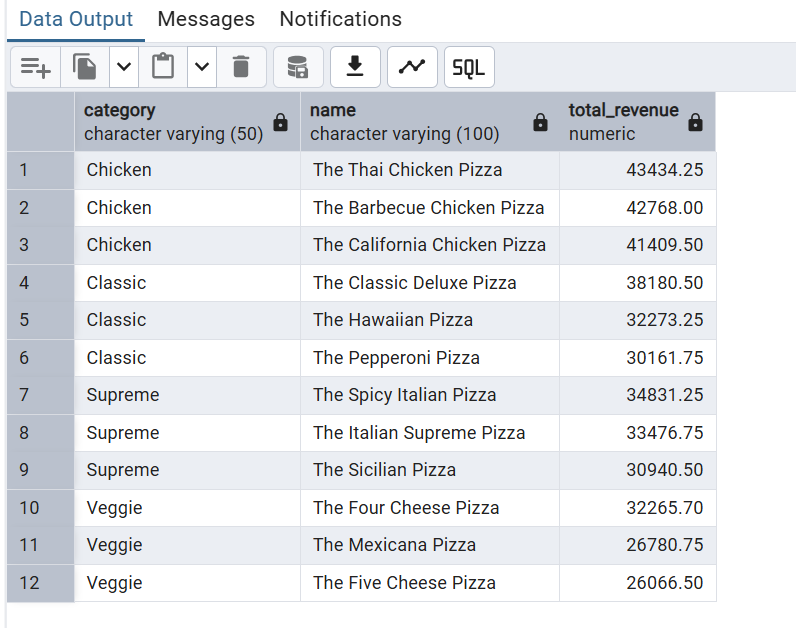 Data Output Messages Notifications
SQL
category name total_revenue
character varying (50) character varying (100) numeric
1 Chicken The Thai Chicken Pizza 43434.25
2 Chicken The Barbecue Chicken Pizza 42768.00
3 Chicken The California Chicken Pizza 41409.50
4 Classic The Classic Deluxe Pizza 38180.50
5 Classic The Hawaiian Pizza 32273.25
6 Classic The Pepperoni Pizza 30161.75
7 Supreme The Spicy Italian Pizza 34831.25
8 Supreme The Italian Supreme Pizza 33476.75
9 Supreme The Sicilian Pizza 30940.50
10 Veggie The Four Cheese Pizza 32265.70
11 Veggie The Mexicana Pizza 26780.75
12 Veggie The Five Cheese Pizza 26066.50